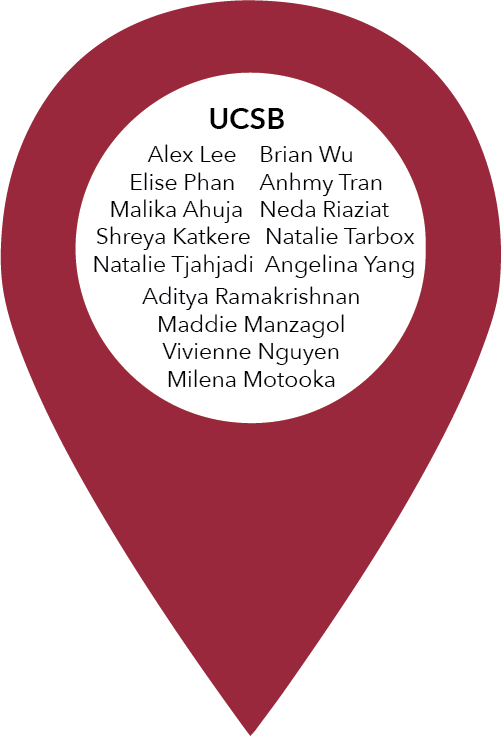 UCSB
Alex Lee Brian Wu
Elise Phan Anhmy Tran
Malika Ahuja Neda Riaziat
Shreya Katkere Natalie Tarbox
Natalie Tjahjadi Angelina Yang
Aditya Ramakrishnan
Maddie Manzagol
Vivienne Nguyen
Milena Motooka